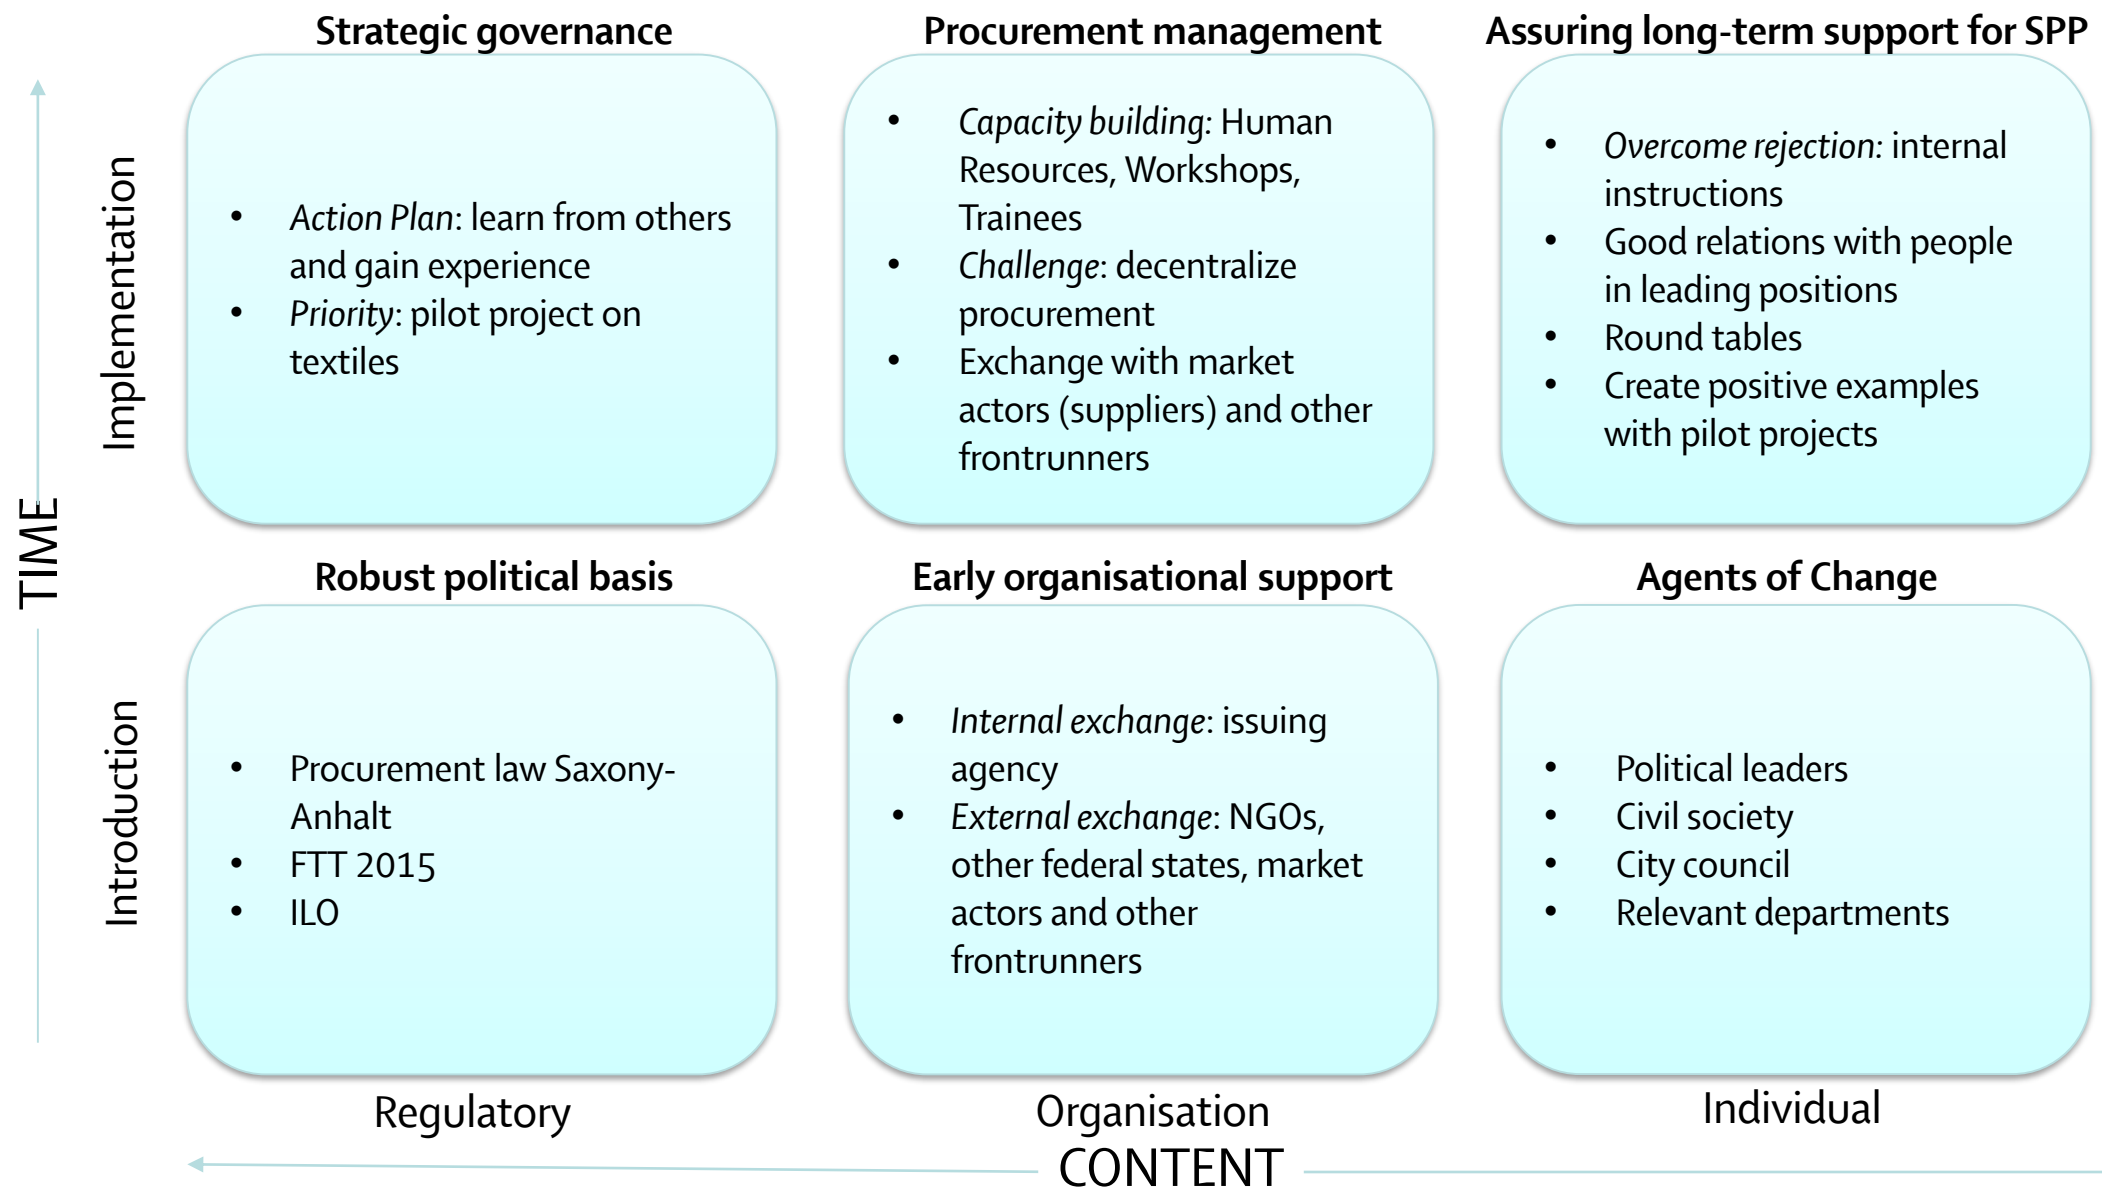 Strategic governance
• Action Plan: learn from others
and gain experience
• Priority: pilot project on
textiles
Procurement management
• Capacity building: Human
Resources, Workshops,
Trainees
• Challenge: decentralize
procurement
• Exchange with market
actors (suppliers) and other
frontrunners
Assuring long-term support for SPP
• Overcome rejection: internal
instructions
• Good relations with people
in leading positions
• Round tables
• Create positive examples
with pilot projects
Implementation
TIME
Robust political basis
• Procurement law Saxony-
Anhalt
• FTT 2015
• ILO
Early organisational support
• Internal exchange: issuing
agency
• External exchange: NGOs,
other federal states, market
actors and other
frontrunners
Agents of Change
• Political leaders
• Civil society
• City council
• Relevant departments
Introduction
Regulatory
Organisation
Individual
CONTENT